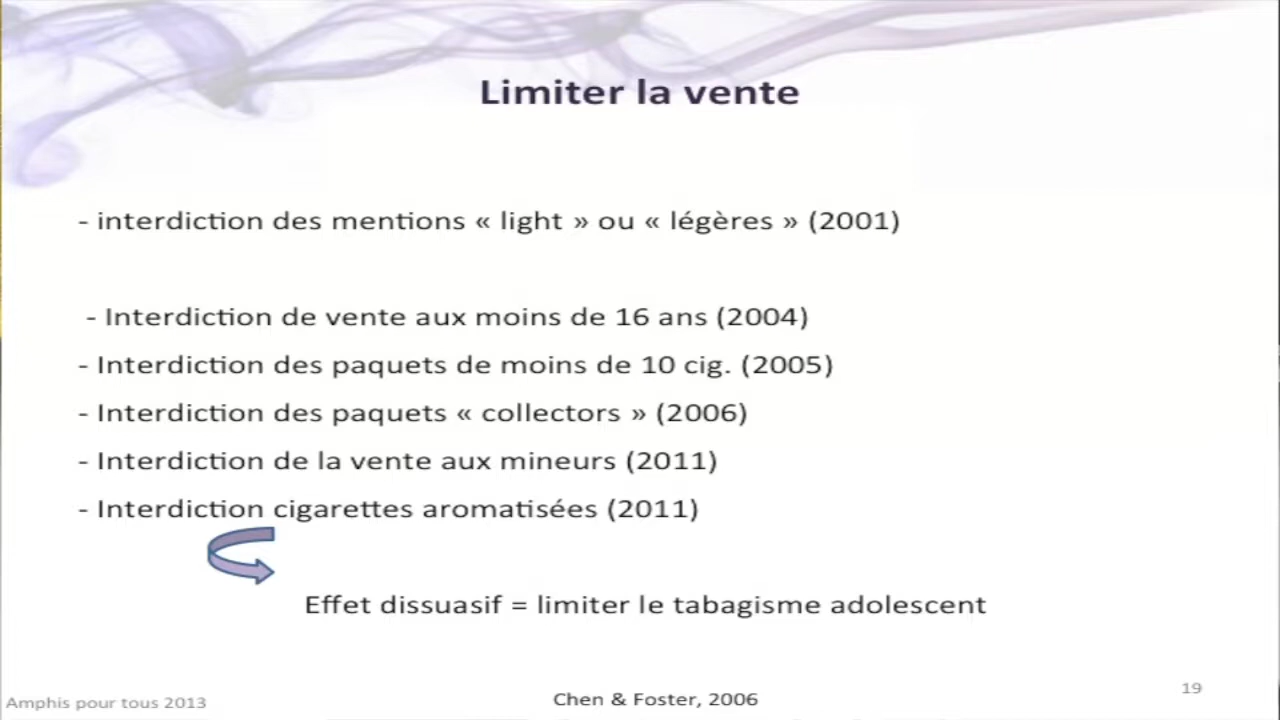 Limiter la vente
- interdiction des mentions « light » ou « légères » (2001)
- Interdiction de vente aux moins de 16 ans (2004)
- Interdiction des paquets de moins de 10 cig. (2005)
- Interdiction des paquets « collectors » (2006)
- Interdiction de la vente aux mineurs (2011)
- Interdiction cigarettes aromatisées (2011)
Effet dissuasif = limiter le tabagisme adolescent
Amphis pour tous 2013
Chen & Foster, 2006
19